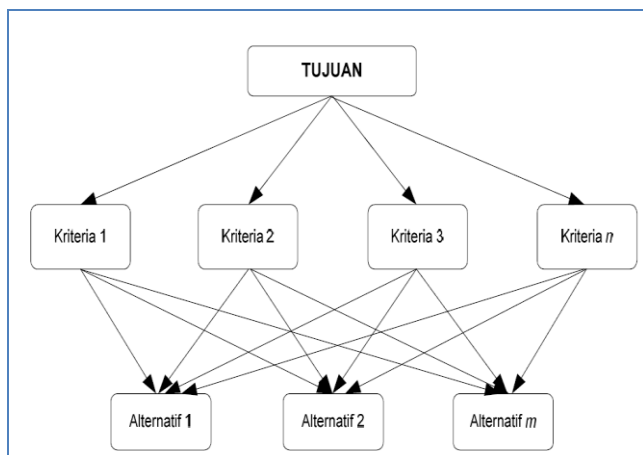 TUJUAN
Kriteria 1
Kriteria 2
Kriteria 3
Kriteria n
Alternatif 1
Alternatif 2
Alternatif m